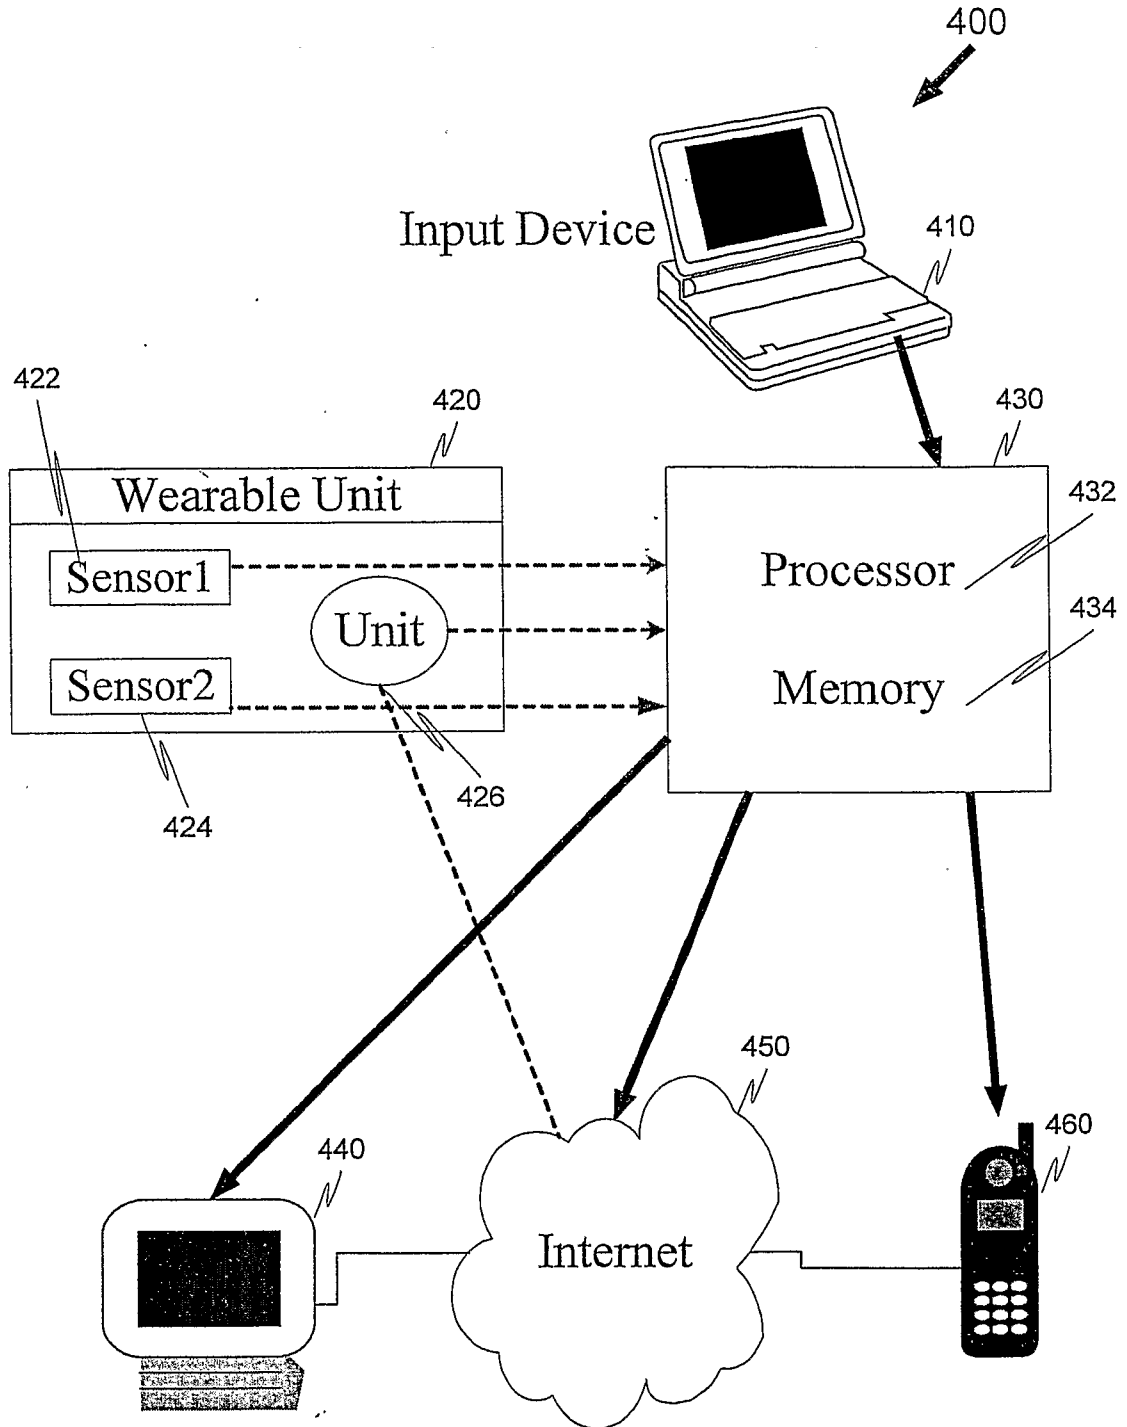 400
Input Device
410
422
420
430
Wearable Unit
432
Sensor1
Processor
Unit
434
Sensor2
Memory
426
424
450
440
460
Internet